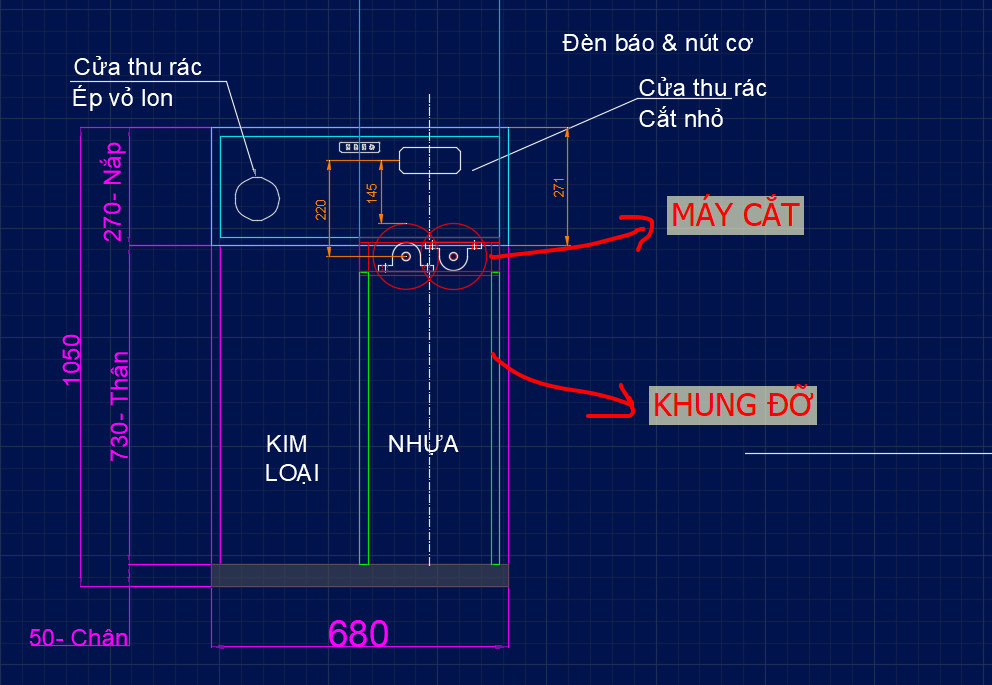 Đèn báo & nút cơ
Cửa thu rác
Ép vỏ lon
Cửa thu rác
Cắt nhỏ
270- Nắp
220
145
271
MÁY CẮT
1050
730- Thân
KHUNG ĐỠ
KIM
LOẠI
NHỰA
50- Chân
680